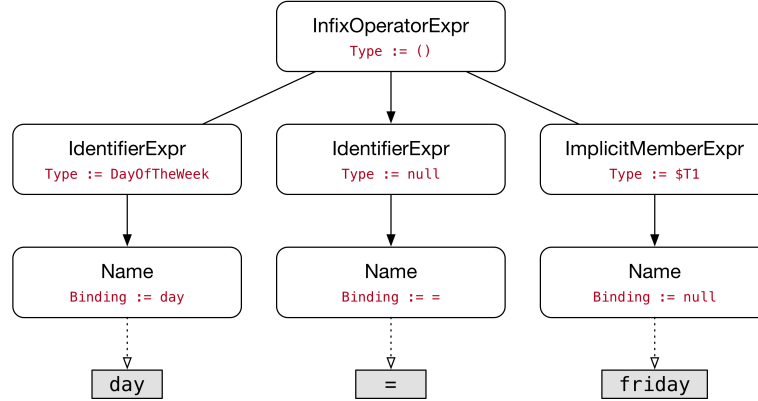 InfixOperatorExpr
Type := ()
IdentifierExpr
Type := DayOfTheWeek
IdentifierExpr
Type := null
ImplicitMemberExpr
Type := $T1
Name
Binding := day
Name
Binding := =
Name
Binding := null
day
=
friday